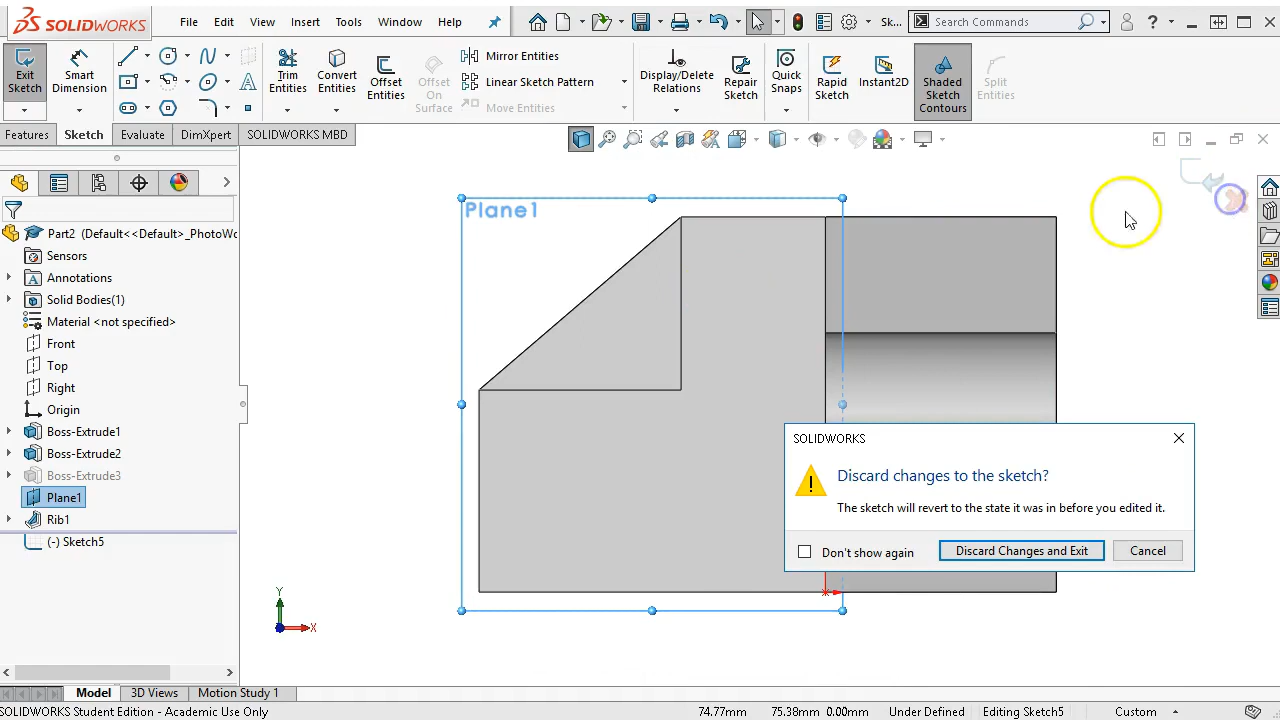 SOLIDWORKS
File Edit View Insert Tools Window Help
Sk...
Search Commands
Exit Sketch
Smart Dimension
Trim Entities
Convert Entities
Offset Entities
Offset On Surface
Mirror Entities
Linear Sketch Pattern
Move Entities
Display/Delete Relations
Repair Sketch
Quick Snaps
Rapid Sketch
Instant2D
Shaded Sketch Contours
Split Entities
Features Sketch Evaluate DimXpert SOLIDWORKS MBD
Part2 (Default<<Default>_PhotoWo
Sensors
Annotations
Solid Bodies(1)
Material <not specified>
Front
Top
Right
Origin
Boss-Extrude1
Boss-Extrude2
Boss-Extrude3
Plane1
Rib1
(-) Sketch5
Plane1
SOLIDWORKS
Discard changes to the sketch?
The sketch will revert to the state it was in before you edited it.
Don't show again
Discard Changes and Exit
Cancel
Y
X
Model 3D Views Motion Study 1
SOLIDWORKS Student Edition - Academic Use Only
74.77mm 75.38mm 0.00mm Under Defined Editing Sketch5 Custom